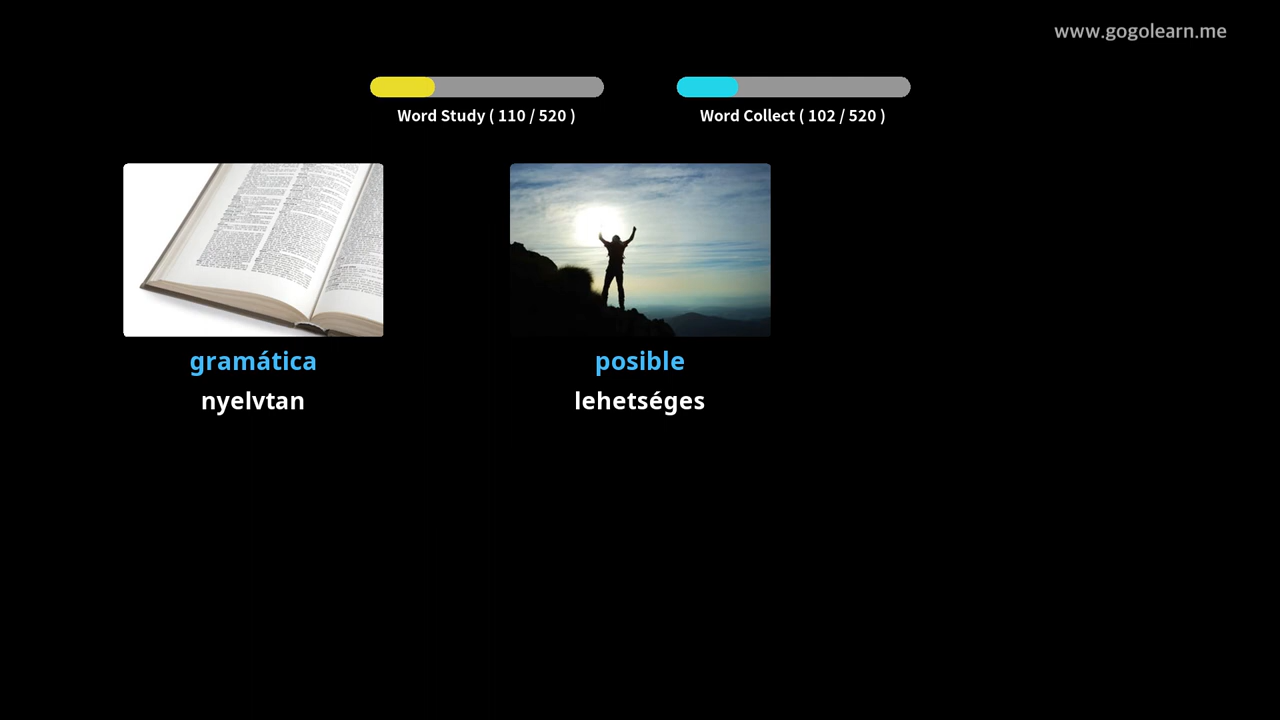 www.gogolearn.me
Word Study ( 110 / 520 )
Word Collect ( 102 / 520 )
gramática
posible
nyelvtan
lehetséges